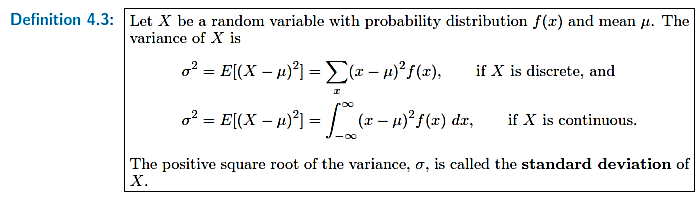 Definition 4.3: Let X be a random variable with probability distribution f(x) and mean μ. The
variance of X is
σ² = E[(X − μ)²] = ∑ₓ (x − μ)² f(x), if X is discrete, and
σ² = E[(X − μ)²] = ∫_{−∞}^{∞} (x − μ)² f(x) dx, if X is continuous.
The positive square root of the variance, σ, is called the standard deviation of
X.